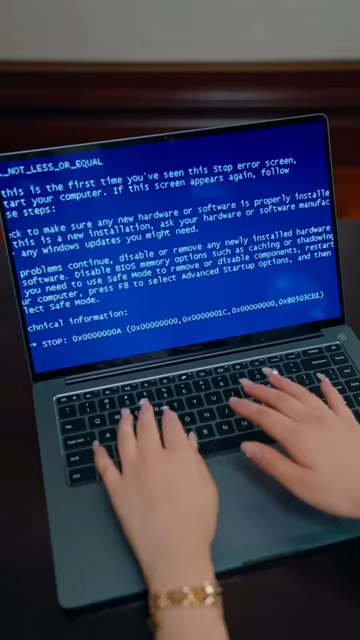 _NOT_LESS_OR_EQUAL
this is the first time you've seen this Stop error screen,
tart your computer. If this screen appears again, follow
se steps:
ck to make sure any new hardware or software is properly installe
this is a new installation, ask your hardware or software manufac
any windows updates you might need.
problems continue, disable or remove any newly installed hardware
software. Disable BIOS memory options such as caching or shadowing
you need to use Safe Mode to remove or disable components, restart
ur computer, press F8 to select Advanced Startup Options, and then
lect Safe Mode.
chnical information:
** STOP: 0x0000000A (0x00000000,0x0000001C,0x00000000,0x80503CD1)